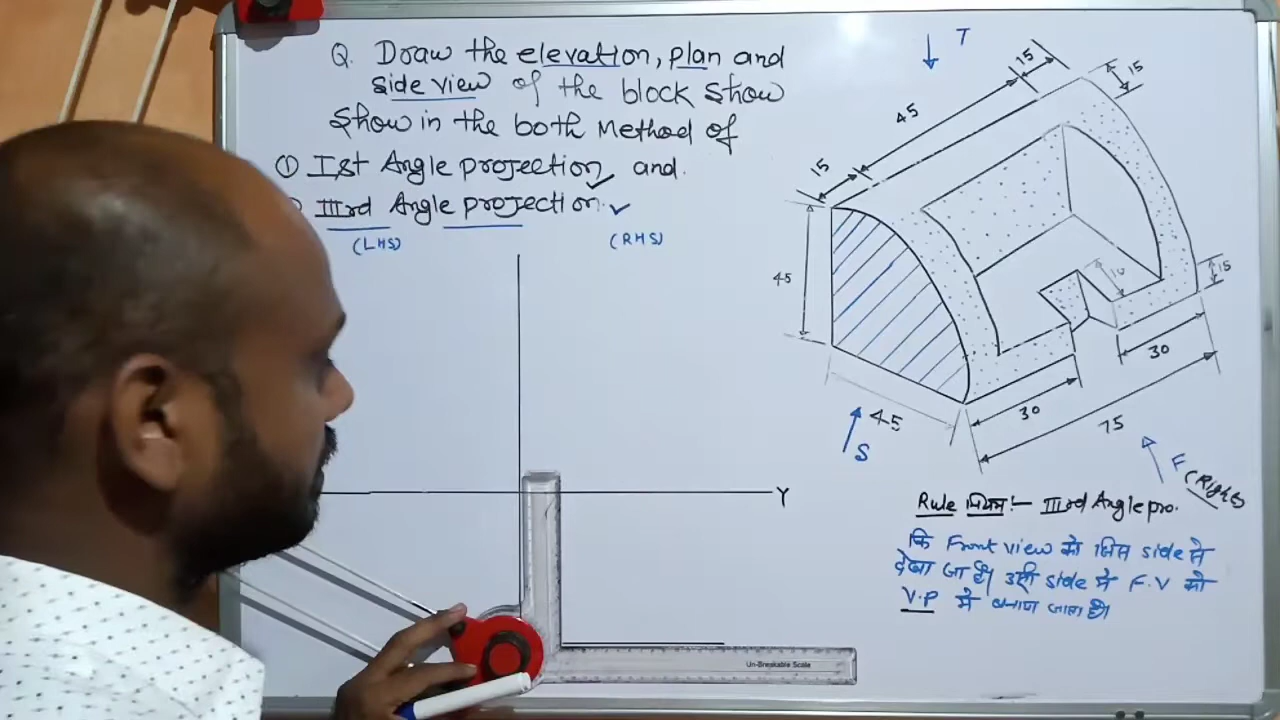 Q. Draw the elevation, plan and
side view of the block show
show in the both Method of
① Ist Angle projection and.
IIIrd Angle projection.
(LHS)
(RHS)
Y
Un-Breakable Scale
T
15
15
45
15
45
10
15
30
30
45
75
S
F (Right)
Rule नियम :- IIIrd Angle pro.
कि Front view को जिस side से
देखा जा है। उसी side में F.V को
V.P में बनाया जाता है।